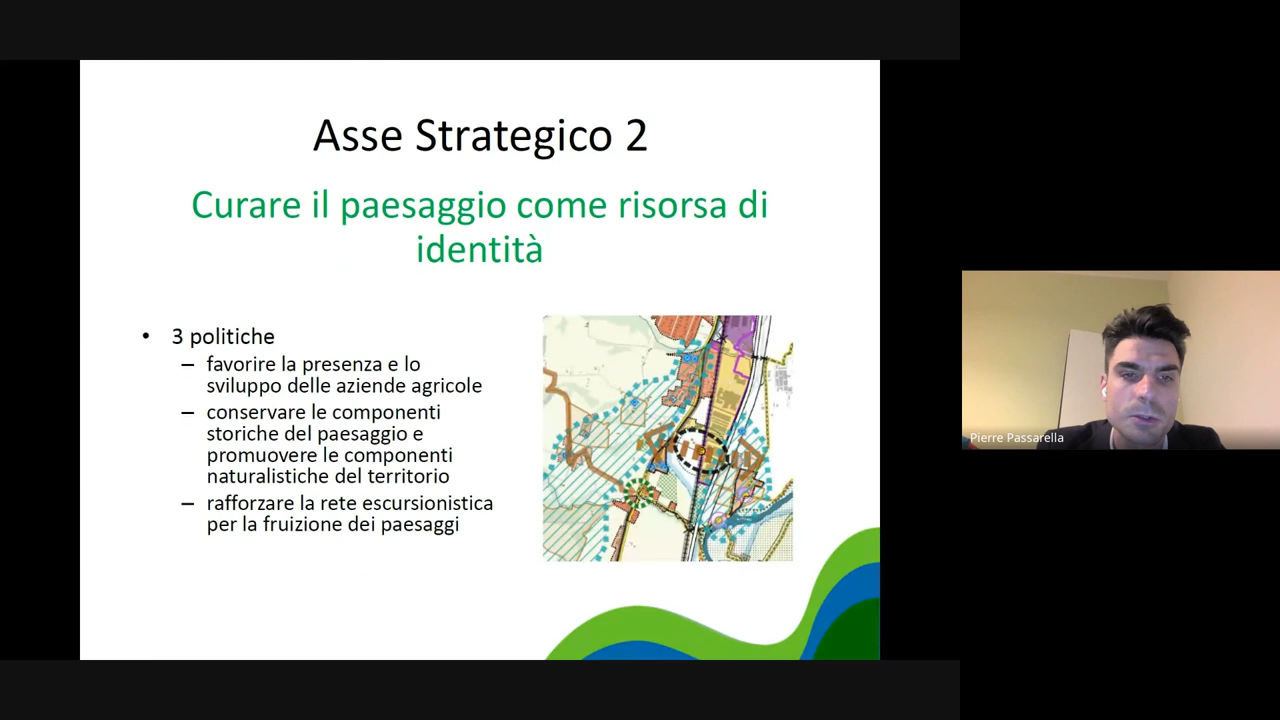 Asse Strategico 2
Curare il paesaggio come risorsa di
identità
• 3 politiche
– favorire la presenza e lo
sviluppo delle aziende agricole
– conservare le componenti
storiche del paesaggio e
promuovere le componenti
naturalistiche del territorio
– rafforzare la rete escursionistica
per la fruizione dei paesaggi
Pierre Passarella